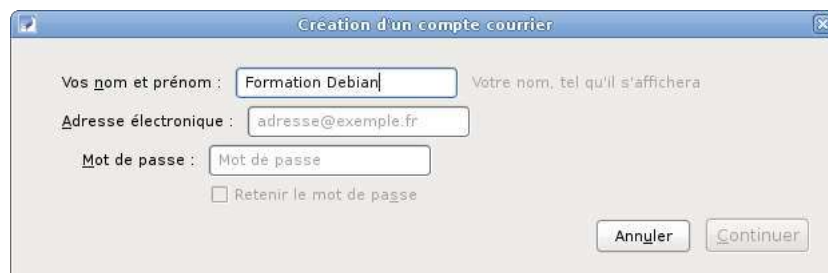 Création d'un compte courrier
Vos nom et prénom : Formation Debian Votre nom, tel qu'il s'affichera
Adresse électronique : adresse@exemple.fr
Mot de passe : Mot de passe
Retenir le mot de passe
Annuler Continuer